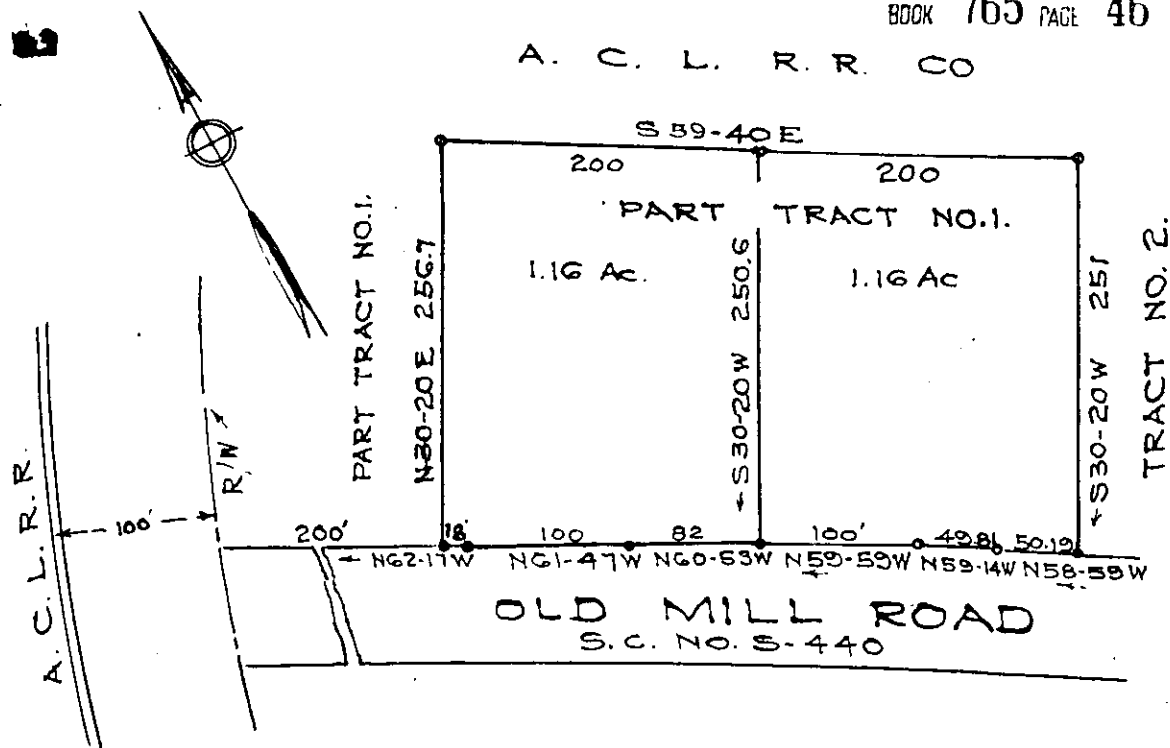 BOOK 765 PAGE 46
A. C. L. R. R. CO
S 59-40 E
200
200
PART TRACT NO.1.
1.16 Ac.
1.16 Ac
PART TRACT NO.1.
N30-20E 256.7
S30-20W 250.6
S30-20W 251
TRACT NO. 2.
R/W
A. C. L. R. R.
100'
200'
18'
100
82
100'
49.81
50.19
N62-17W
N61-47W
N60-53W
N59-59W
N59-14W
N58-59W
OLD MILL ROAD
S. C. NO. S-440